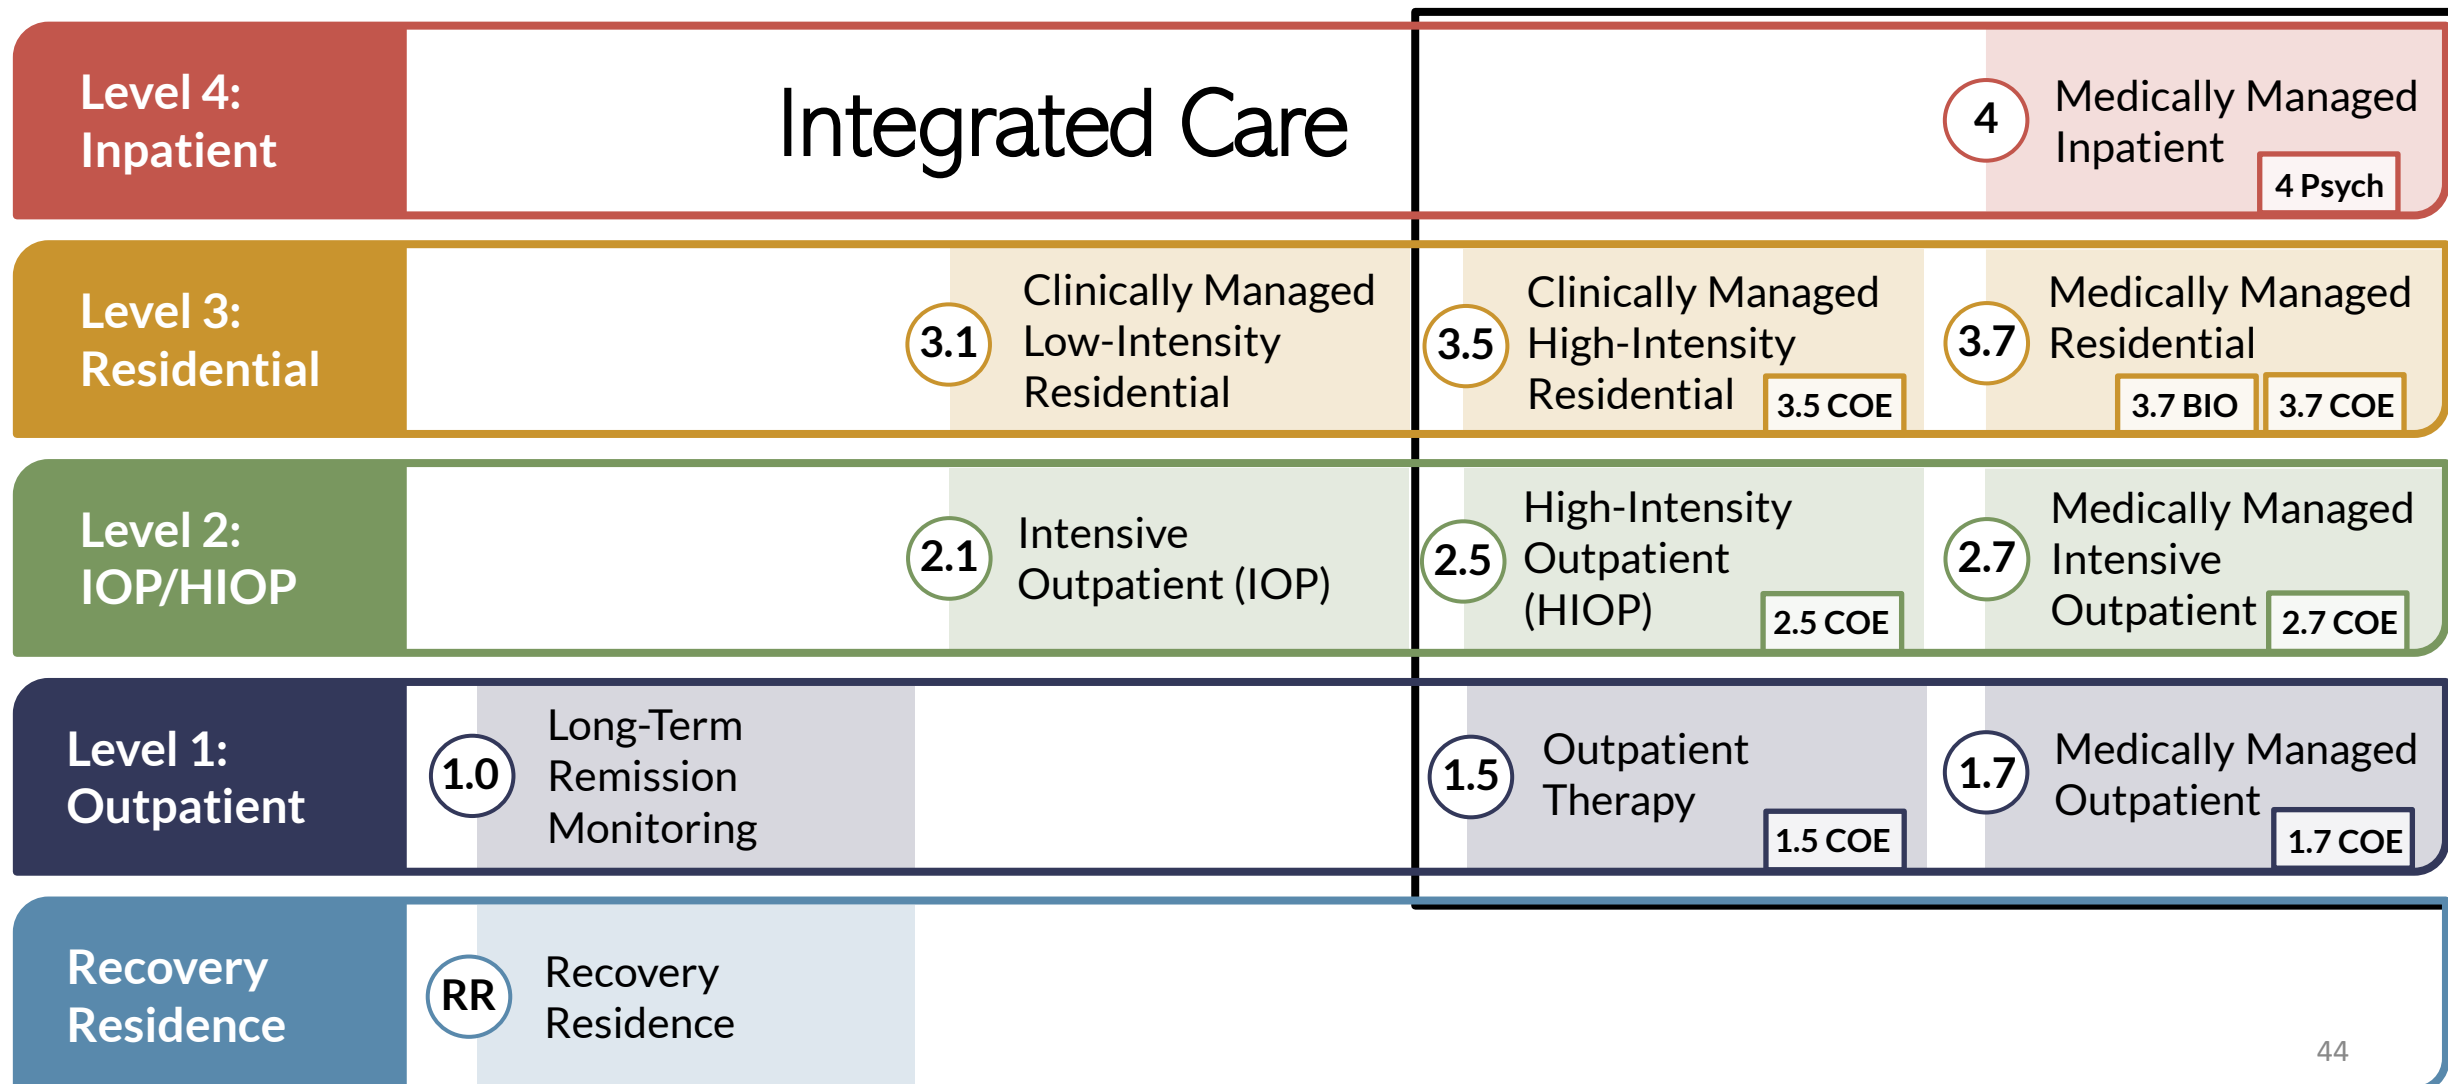 Level 4:
Inpatient
Integrated Care
4
Medically Managed
Inpatient
4 Psych
Level 3:
Residential
3.1
Clinically Managed
Low-Intensity
Residential
3.5
Clinically Managed
High-Intensity
Residential
3.5 COE
3.7
Medically Managed
Residential
3.7 BIO
3.7 COE
Level 2:
IOP/HIOP
2.1
Intensive
Outpatient (IOP)
2.5
High-Intensity
Outpatient
(HIOP)
2.5 COE
2.7
Medically Managed
Intensive
Outpatient
2.7 COE
Level 1:
Outpatient
1.0
Long-Term
Remission
Monitoring
1.5
Outpatient
Therapy
1.5 COE
1.7
Medically Managed
Outpatient
1.7 COE
Recovery
Residence
RR
Recovery
Residence
44